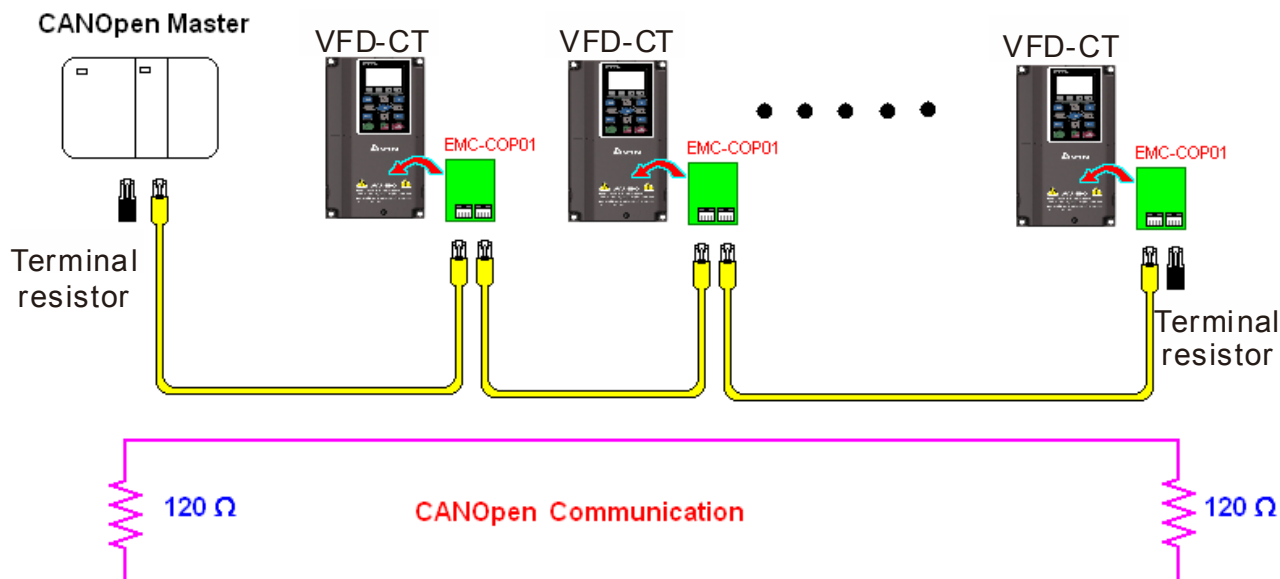 CANOpen Master
VFD-CT
VFD-CT
VFD-CT
EMC-COP01
EMC-COP01
EMC-COP01
Terminal
resistor
Terminal
resistor
120 Ω
CANOpen Communication
120 Ω